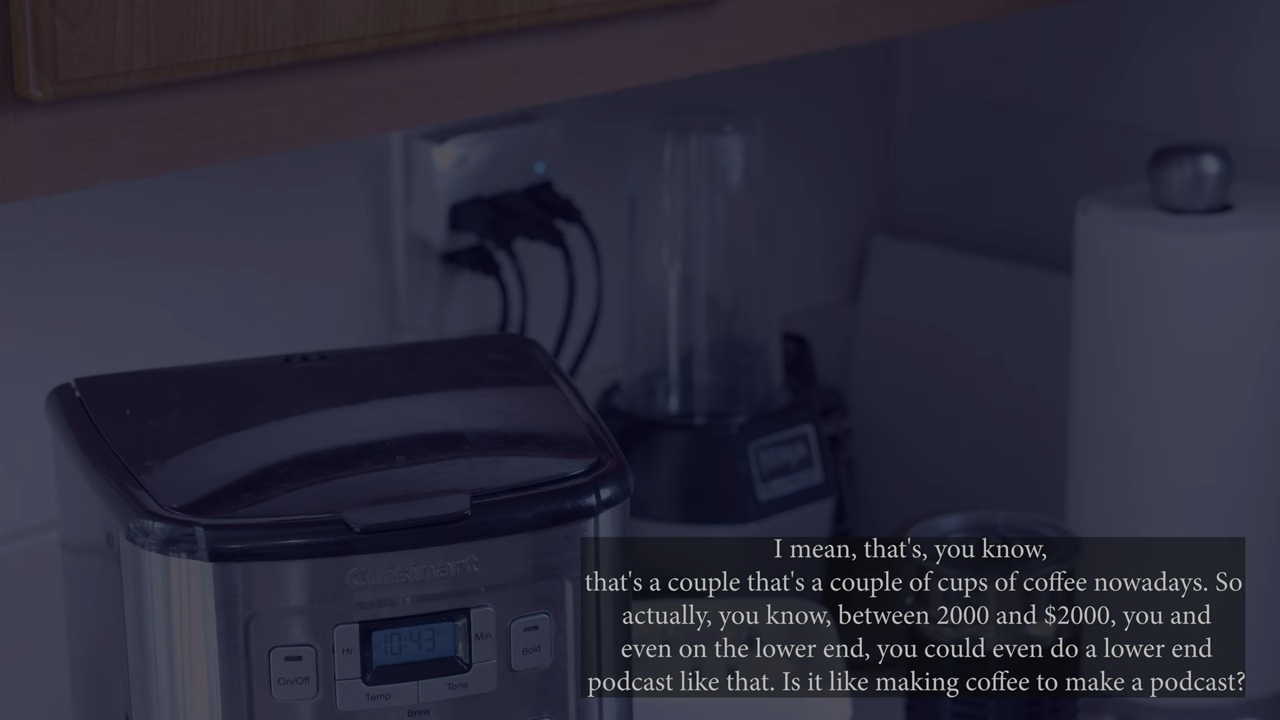 Cuisinart
10:43
Hr
Min
On/Off
Bold
Temp
Tone
Brew
I mean, that's, you know,
that's a couple that's a couple of cups of coffee nowadays. So
actually, you know, between 2000 and $2000, you and
even on the lower end, you could even do a lower end
podcast like that. Is it like making coffee to make a podcast?